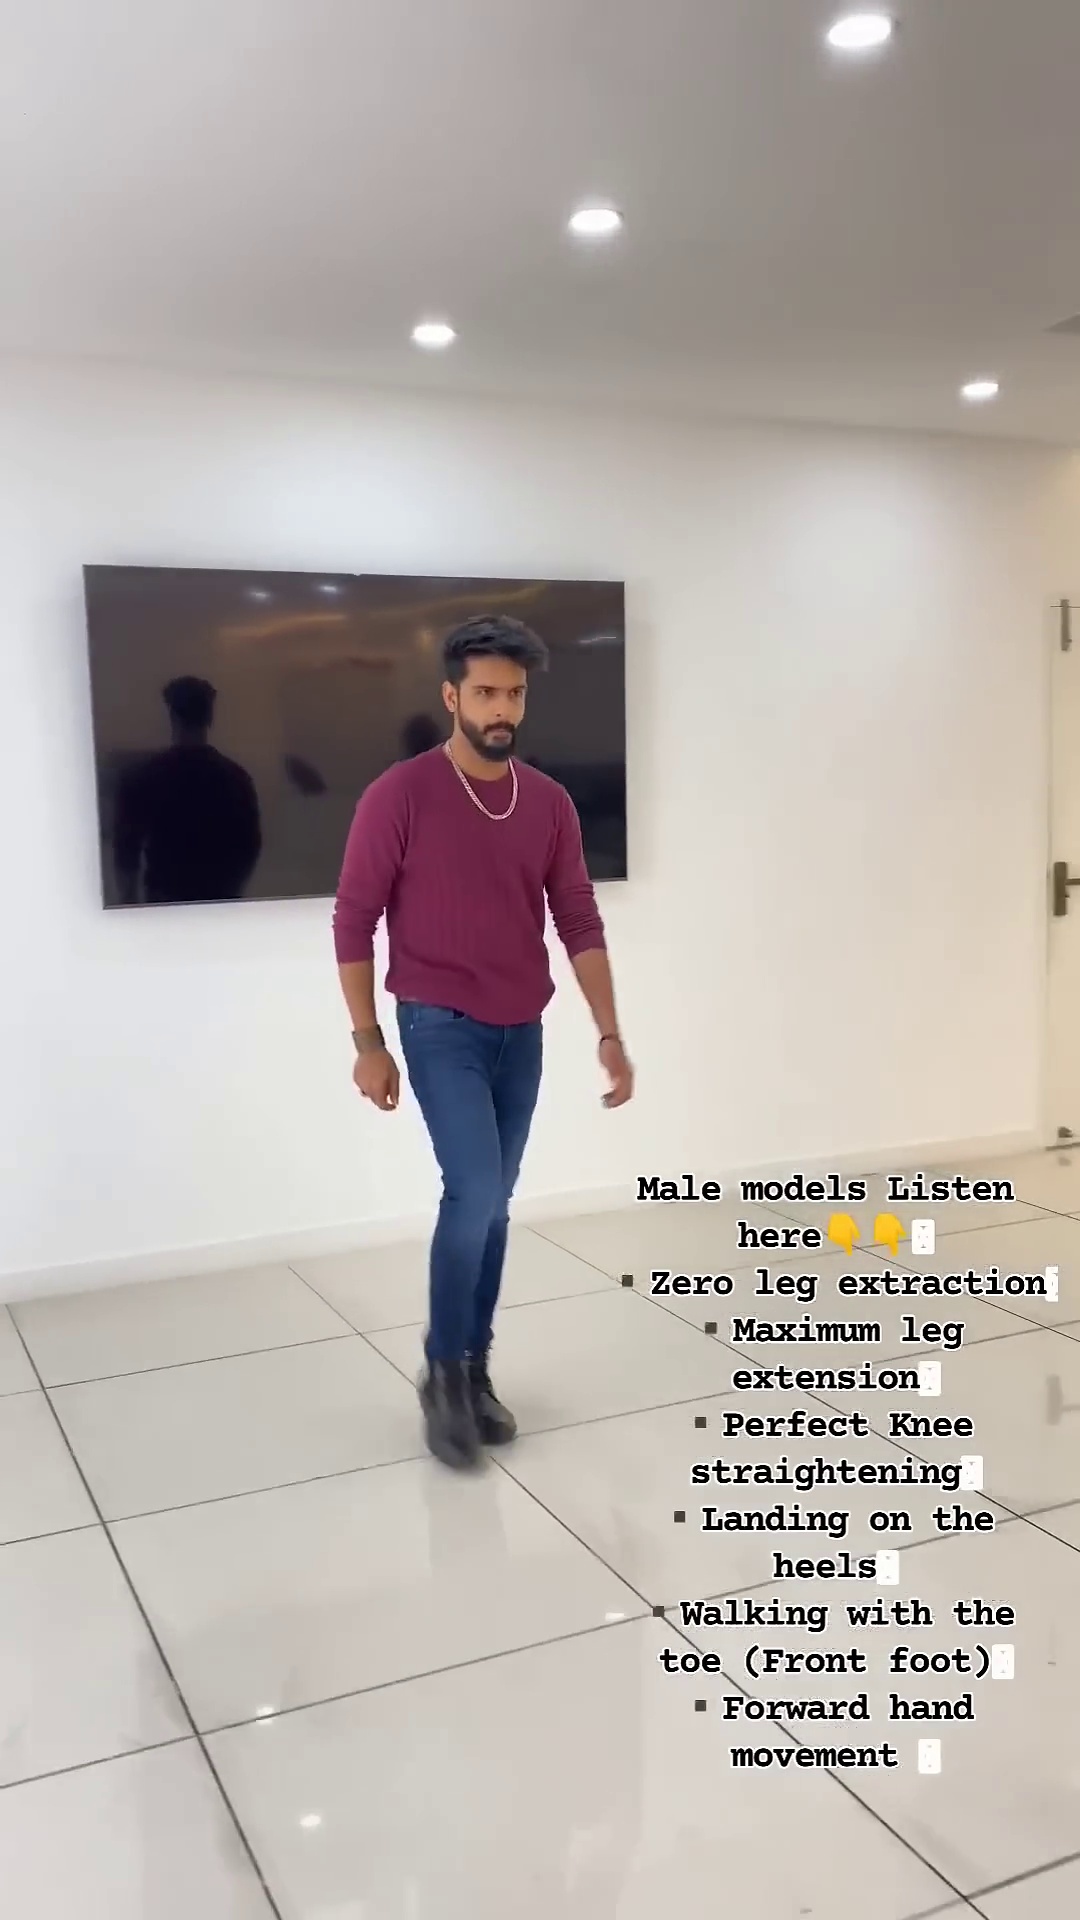 Male models Listen
here👇👇
▪ Zero leg extraction
▪ Maximum leg
extension
▪ Perfect Knee
straightening
▪ Landing on the
heels
▪ Walking with the
toe (Front foot)
▪ Forward hand
movement